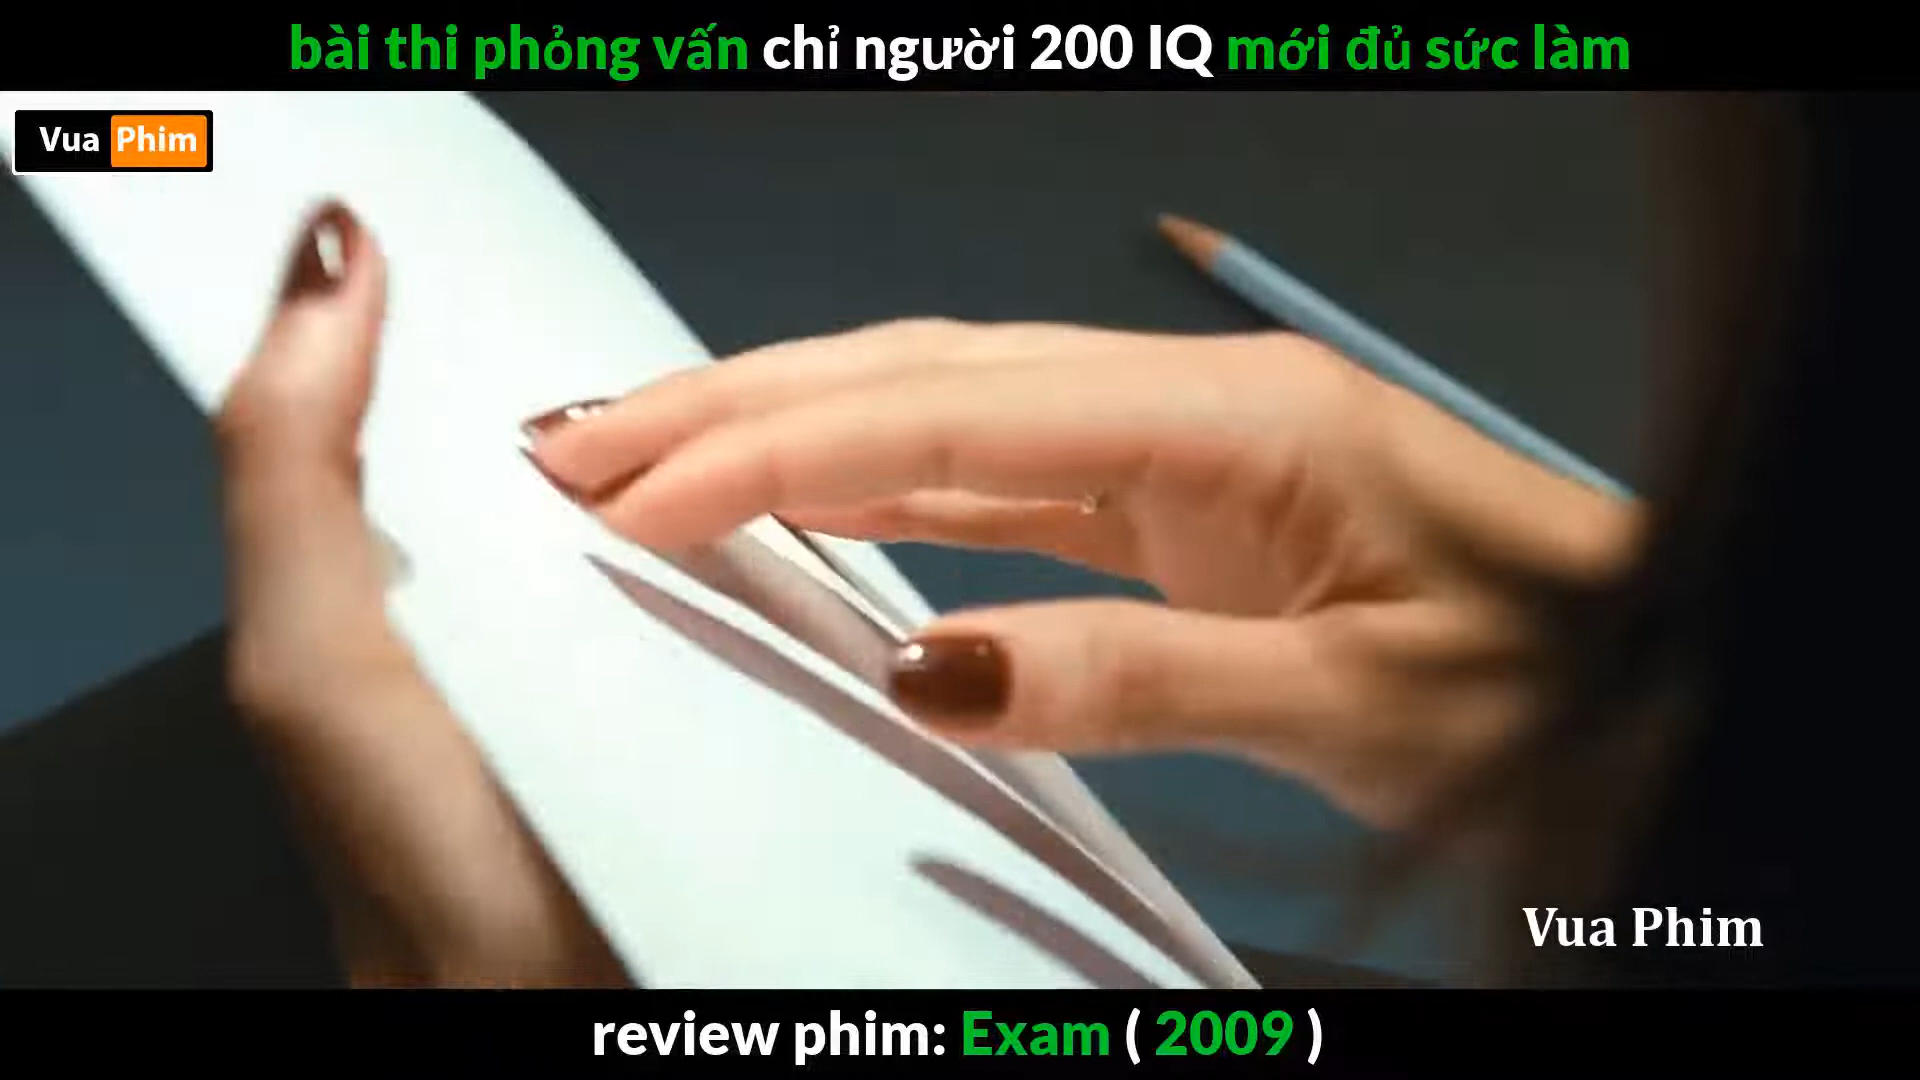 bài thi phỏng vấn chỉ người 200 IQ mới đủ sức làm
Vua Phim
Vua Phim
review phim: Exam ( 2009 )